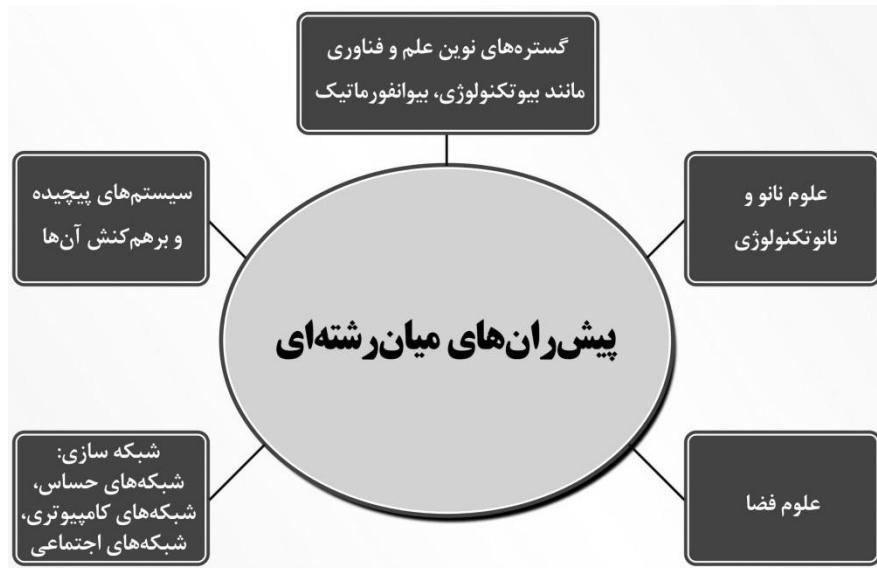 گستره‌های نوین علم و فناوری
مانند بیوتکنولوژی، بیوانفورماتیک
علوم نانو و
نانوتکنولوژی
سیستم‌های پیچیده
و برهم‌کنش آن‌ها
پیش‌ران‌های میان‌رشته‌ای
علوم فضا
شبکه سازی:
شبکه‌های حساس،
شبکه‌های کامپیوتری،
شبکه‌های اجتماعی